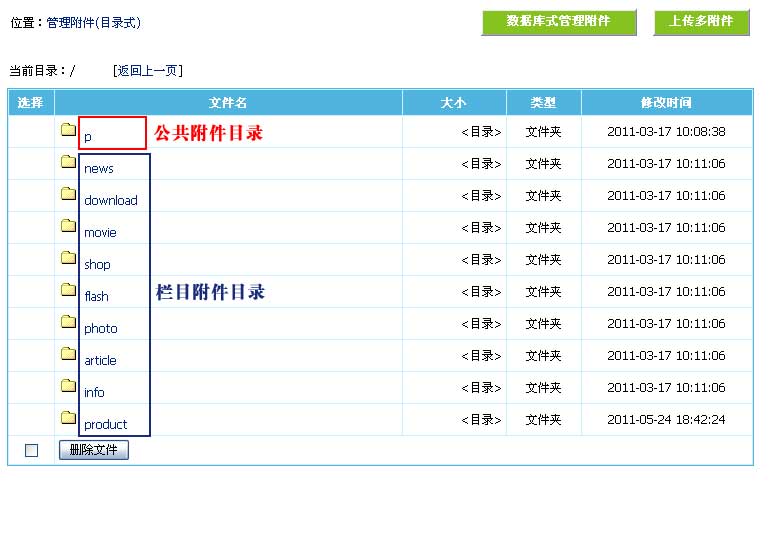 位置：管理附件(目录式) 数据库式管理附件 上传多附件
当前目录：/ [返回上一页]
选择 文件名 大小 类型 修改时间
p 公共附件目录 <目录> 文件夹 2011-03-17 10:08:38
news <目录> 文件夹 2011-03-17 10:11:06
download <目录> 文件夹 2011-03-17 10:11:06
movie <目录> 文件夹 2011-03-17 10:11:06
shop <目录> 文件夹 2011-03-17 10:11:06
flash 栏目附件目录 <目录> 文件夹 2011-03-17 10:11:06
photo <目录> 文件夹 2011-03-17 10:11:06
article <目录> 文件夹 2011-03-17 10:11:06
info <目录> 文件夹 2011-03-17 10:11:06
product <目录> 文件夹 2011-05-24 18:42:24
删除文件